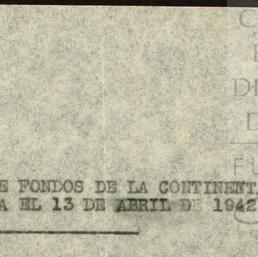 E FONDOS DE LA CONTINENT
A EL 13 DE ABRIL DE 1942